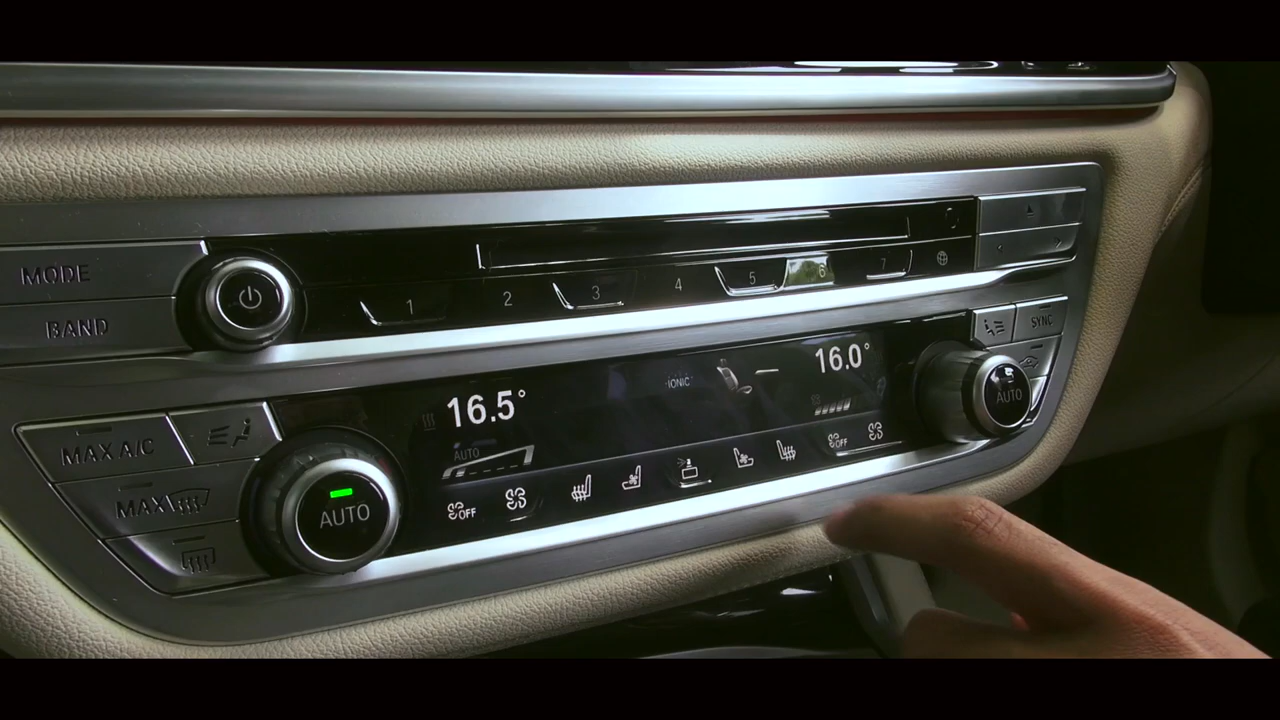 MODE
BAND
1 2 3 4 5 6 7
SYNC
16.5°
IONIC
16.0°
AUTO
AUTO
MAX A/C
MAX
AUTO
OFF
OFF